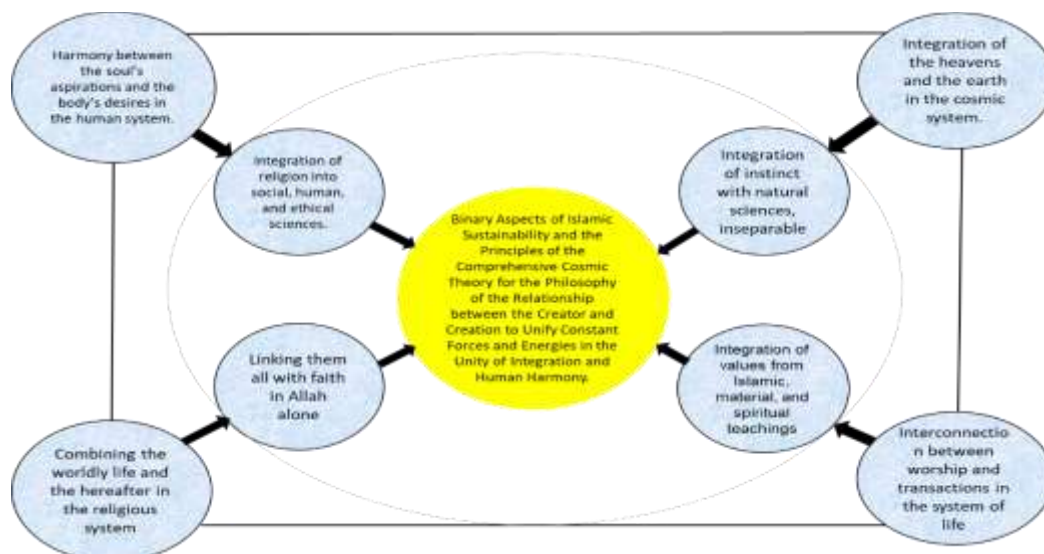 Harmony between
the soul's
aspirations and the
body's desires in
the human system.
Integration of
the heavens
and the earth
in the cosmic
system.
Integration of
religion into
social, human,
and ethical
sciences.
Integration
of instinct
with natural
sciences,
inseparable
Binary Aspects of Islamic
Sustainability and the
Principles of the
Comprehensive Cosmic
Theory for the Philosophy
of the Relationship
between the Creator and
Creation to Unify Constant
Forces and Energies in the
Unity of Integration and
Human Harmony.
Linking them
all with faith
in Allah
alone
Integration of
values from
Islamic,
material, and
spiritual
teachings
Combining the
worldly life and
the hereafter in
the religious
system
Interconnectio
n between
worship and
transactions in
the system of
life